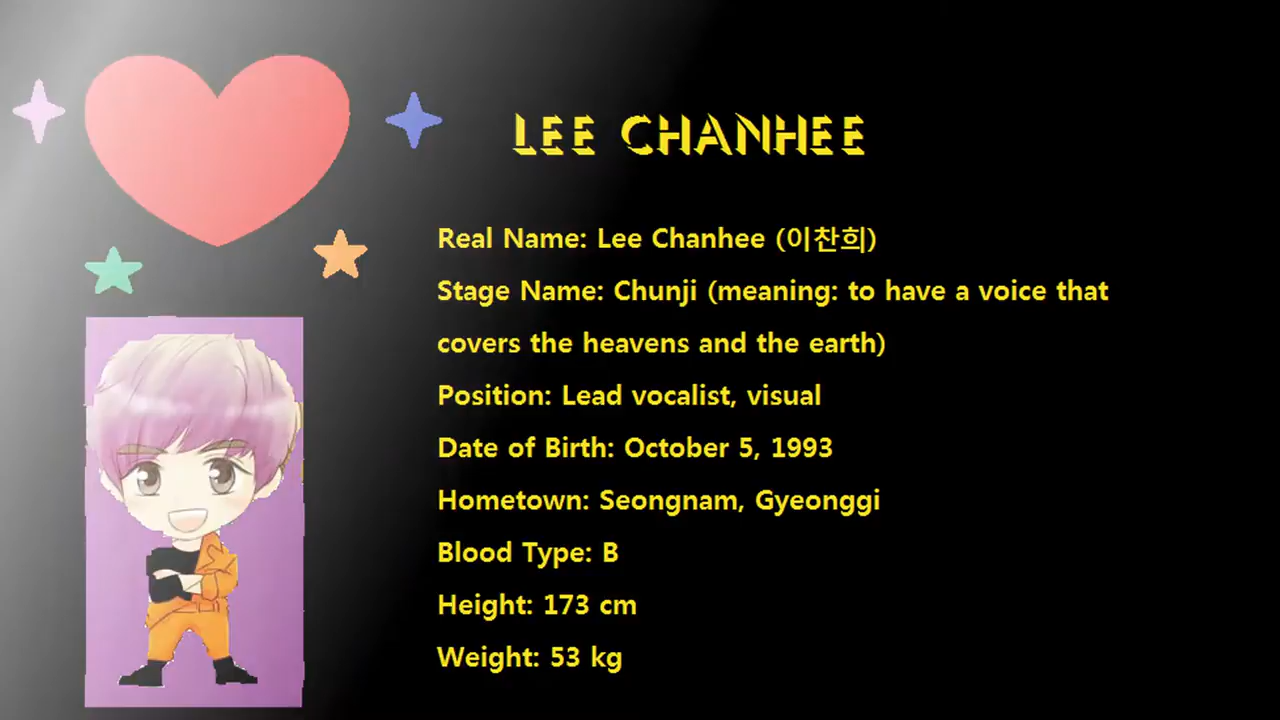 LEE CHANHEE
Real Name: Lee Chanhee (이찬희)
Stage Name: Chunji (meaning: to have a voice that
covers the heavens and the earth)
Position: Lead vocalist, visual
Date of Birth: October 5, 1993
Hometown: Seongnam, Gyeonggi
Blood Type: B
Height: 173 cm
Weight: 53 kg